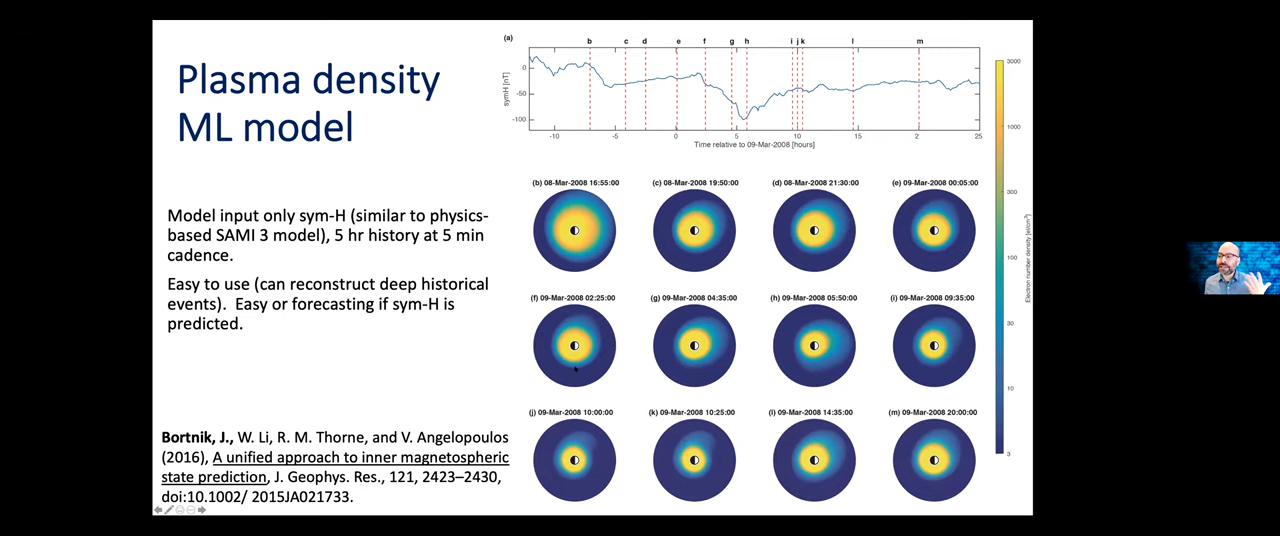 Plasma density
ML model
Model input only sym-H (similar to physics-
based SAMI 3 model), 5 hr history at 5 min
cadence.
Easy to use (can reconstruct deep historical
events). Easy or forecasting if sym-H is
predicted.
Bortnik, J., W. Li, R. M. Thorne, and V. Angelopoulos
(2016), A unified approach to inner magnetospheric
state prediction, J. Geophys. Res., 121, 2423–2430,
doi:10.1002/ 2015JA021733.
(a)
b c d e f g h i j k l m
symH [nT]
0
-50
-100
-10 -5 0 5 10 15 20 25
Time relative to 09-Mar-2008 [hours]
(b) 08-Mar-2008 16:55:00
(c) 08-Mar-2008 19:50:00
(d) 08-Mar-2008 21:30:00
(e) 09-Mar-2008 00:05:00
(f) 09-Mar-2008 02:25:00
(g) 09-Mar-2008 04:35:00
(h) 09-Mar-2008 05:50:00
(i) 09-Mar-2008 09:35:00
(j) 09-Mar-2008 10:00:00
(k) 09-Mar-2008 10:25:00
(l) 09-Mar-2008 14:35:00
(m) 09-Mar-2008 20:00:00
3000
1000
300
100
30
10
3
Electron number density [el/cm³]